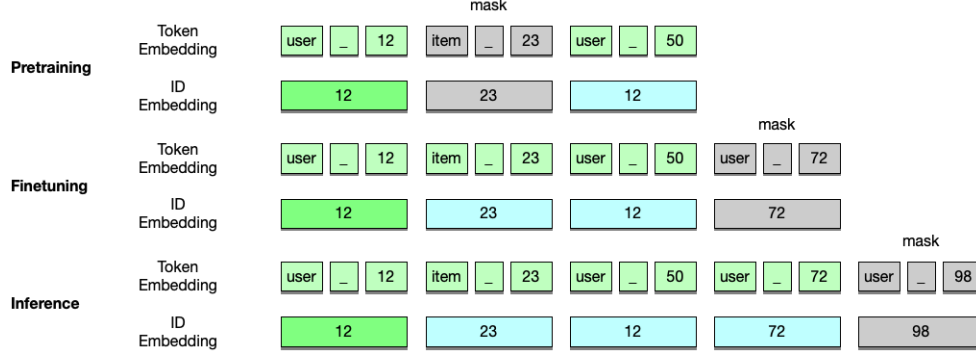 mask
Token Embedding user _ 12 item _ 23 user _ 50
Pretraining
ID Embedding 12 23 12
mask
Token Embedding user _ 12 item _ 23 user _ 50 user _ 72
Finetuning
ID Embedding 12 23 12 72
mask
Token Embedding user _ 12 item _ 23 user _ 50 user _ 72 user _ 98
Inference
ID Embedding 12 23 12 72 98